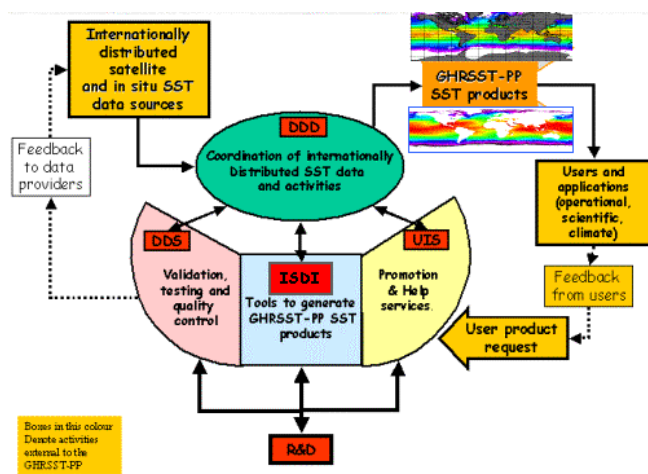 Internationally
distributed
satellite
and in situ SST
data sources
GHRSST-PP
SST products
DDD
Coordination of internationally
Distributed SST data
and activities
Feedback
to data
providers
Users and
applications
(operational,
scientific,
climate)
DDS
Validation,
testing and
quality
control
ISDI
Tools to generate
GHRSST-PP SST
products
UIS
Promotion
& Help
services.
Feedback
from users
User product
request
R&D
Boxes in this colour
Denote activities
external to the
GHRSST-PP